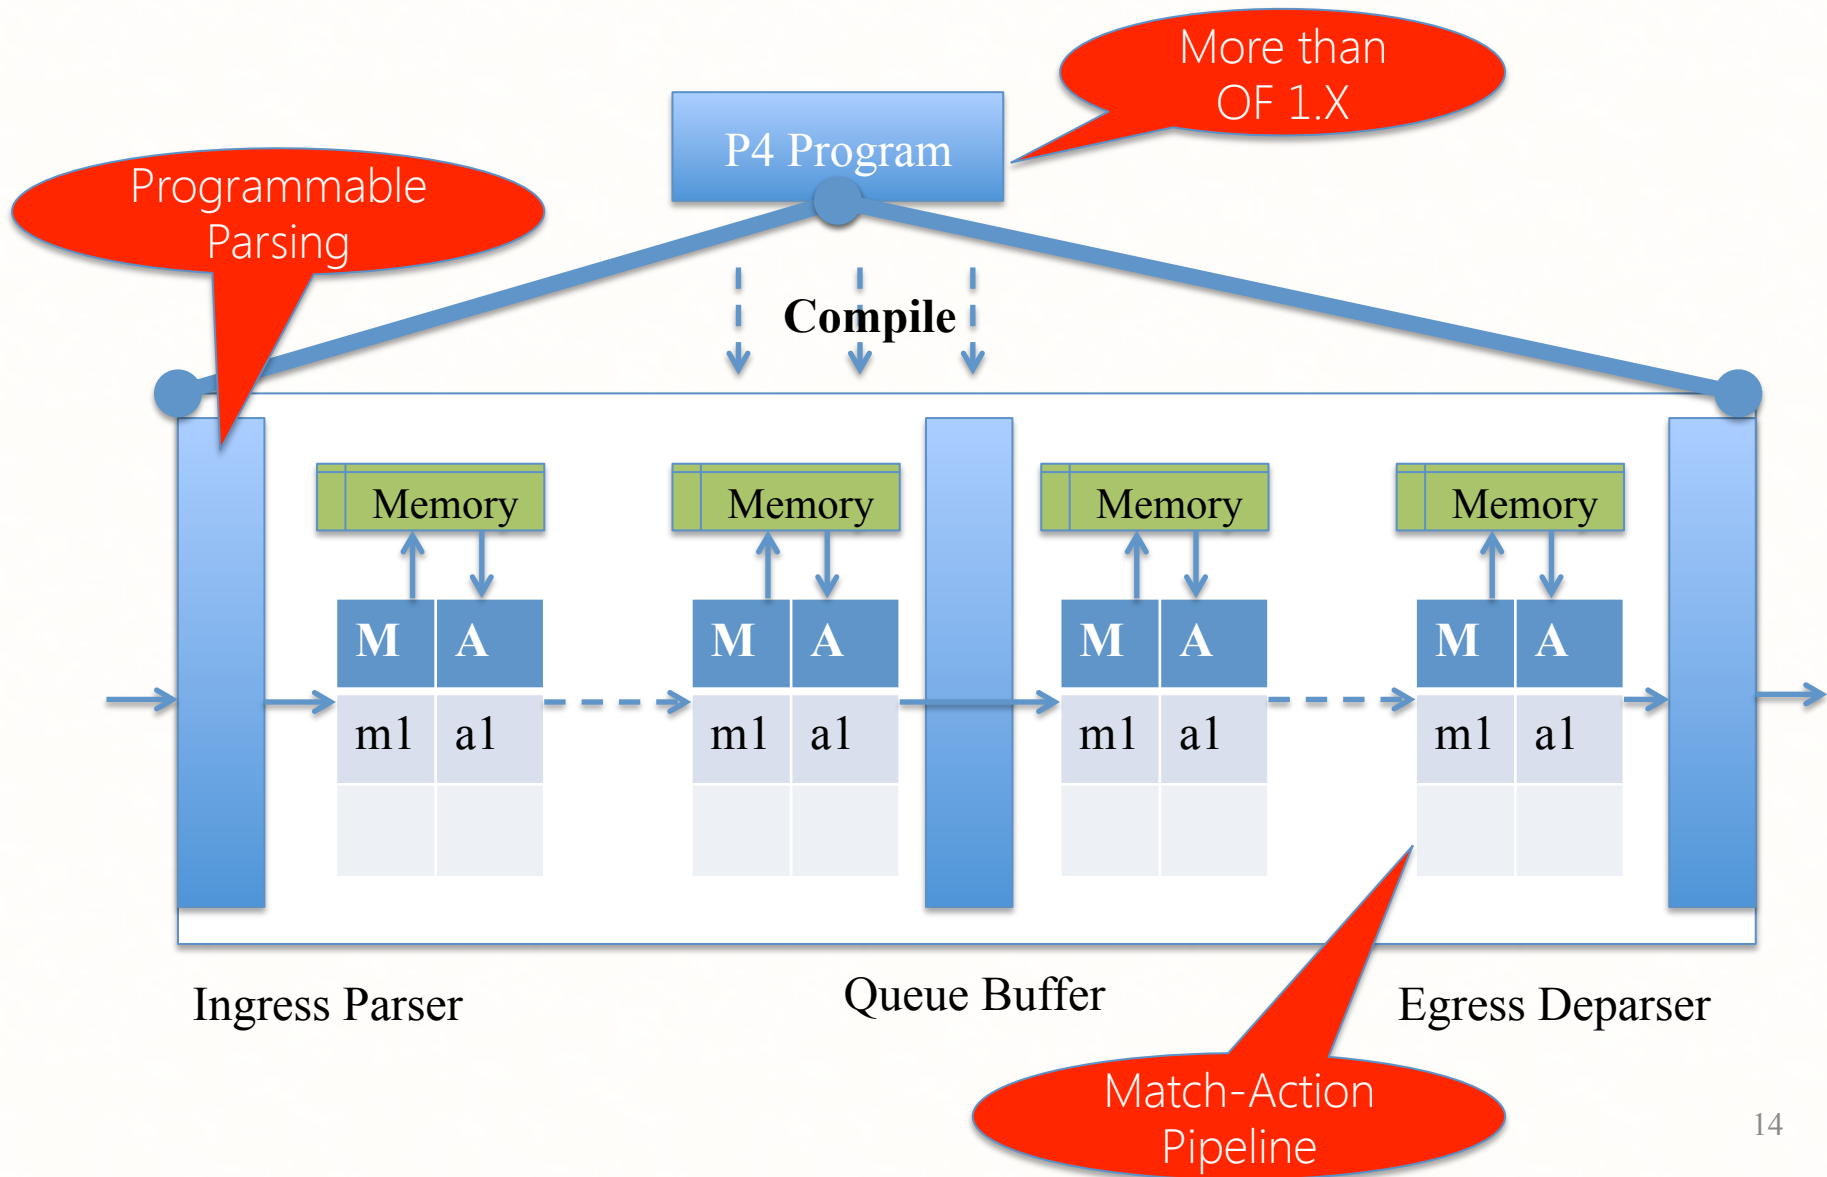 More than
OF 1.X
P4 Program
Programmable
Parsing
Compile
Memory
Memory
Memory
Memory
M A
M A
M A
M A
m1 a1
m1 a1
m1 a1
m1 a1
Ingress Parser
Queue Buffer
Egress Deparser
Match-Action
Pipeline
14